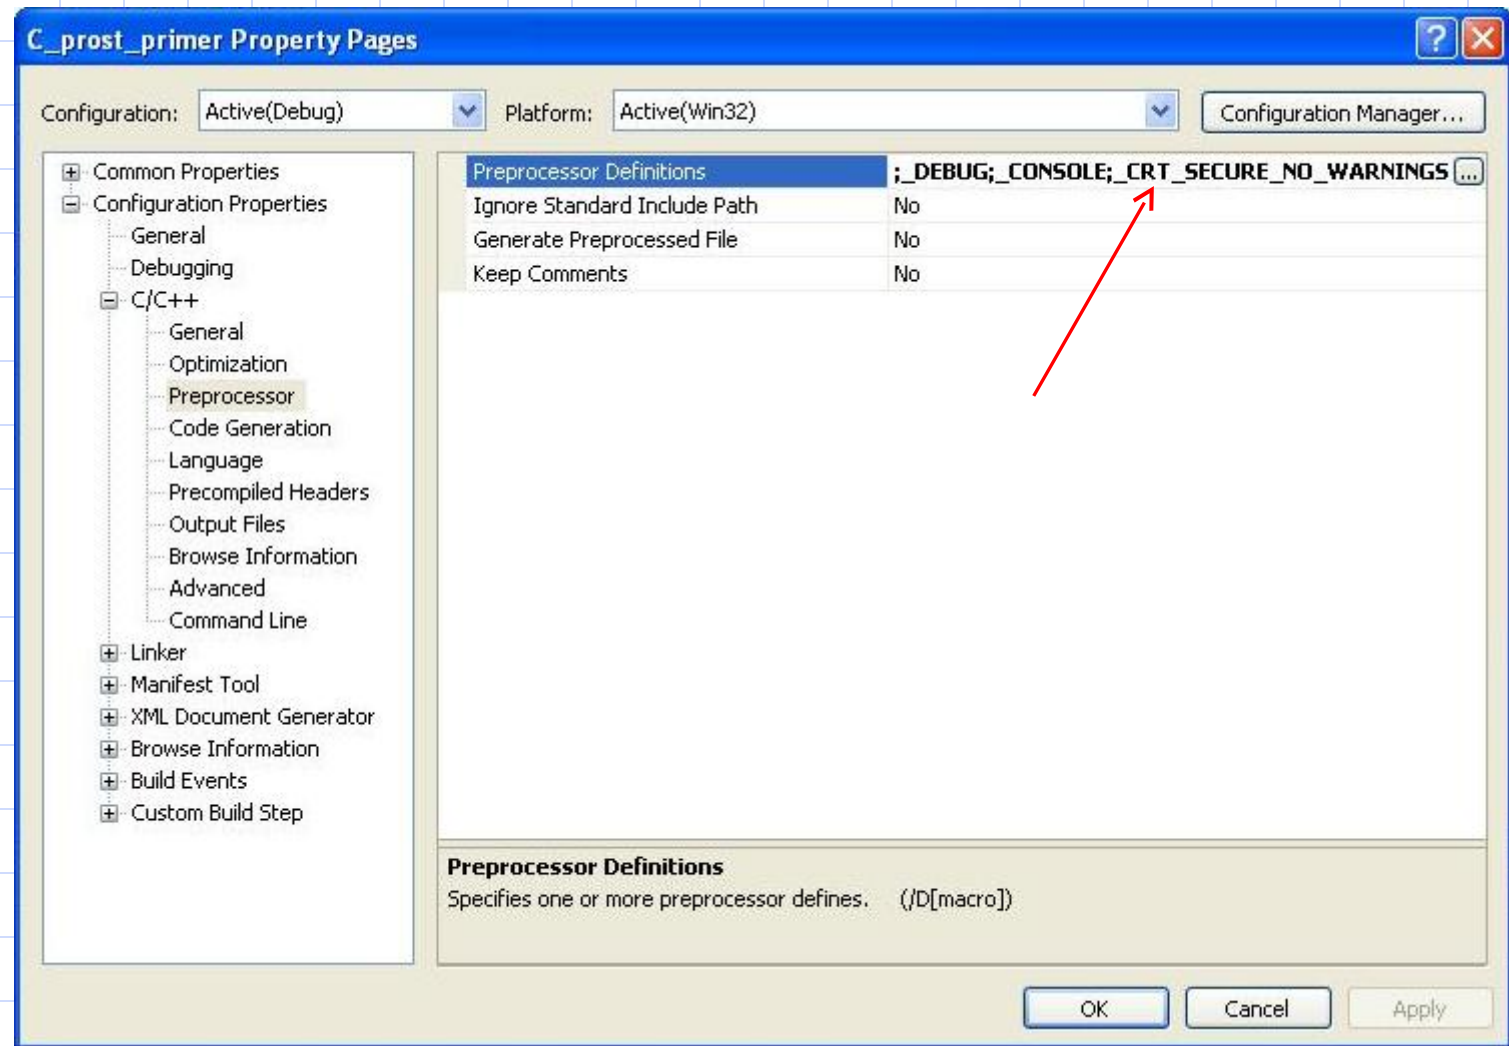 C_prost_primer Property Pages
Configuration: Active(Debug) Platform: Active(Win32) Configuration Manager...
Common Properties
Configuration Properties
General
Debugging
C/C++
General
Optimization
Preprocessor
Code Generation
Language
Precompiled Headers
Output Files
Browse Information
Advanced
Command Line
Linker
Manifest Tool
XML Document Generator
Browse Information
Build Events
Custom Build Step
Preprocessor Definitions ;_DEBUG;_CONSOLE;_CRT_SECURE_NO_WARNINGS ...
Ignore Standard Include Path No
Generate Preprocessed File No
Keep Comments No
Preprocessor Definitions
Specifies one or more preprocessor defines. (/D[macro])
OK Cancel Apply